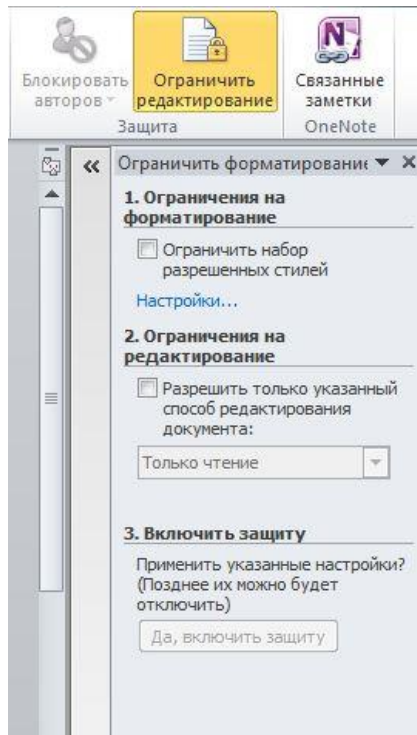 Блокировать авторов
Ограничить редактирование
Связанные заметки
Защита
OneNote
Ограничить форматировани
1. Ограничения на
форматирование
Ограничить набор
разрешенных стилей
Настройки...
2. Ограничения на
редактирование
Разрешить только указанный
способ редактирования
документа:
Только чтение
3. Включить защиту
Применить указанные настройки?
(Позднее их можно будет
отключить)
Да, включить защиту